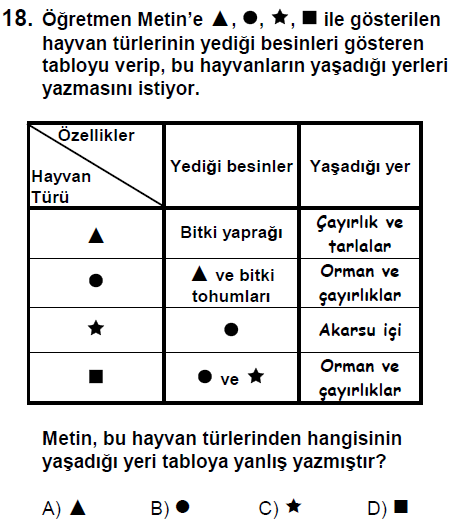 18. Öğretmen Metin'e ▲, ●, ★, ■ ile gösterilen
hayvan türlerinin yediği besinleri gösteren
tabloyu verip, bu hayvanların yaşadığı yerleri
yazmasını istiyor.
Özellikler
Hayvan
Türü
Yediği besinler
Yaşadığı yer
▲
Bitki yaprağı
Çayırlık ve
tarlalar
●
▲ ve bitki
tohumları
Orman ve
çayırlıklar
★
●
Akarsu içi
■
● ve ★
Orman ve
çayırlıklar
Metin, bu hayvan türlerinden hangisinin
yaşadığı yeri tabloya yanlış yazmıştır?
A) ▲ B) ● C) ★ D) ■